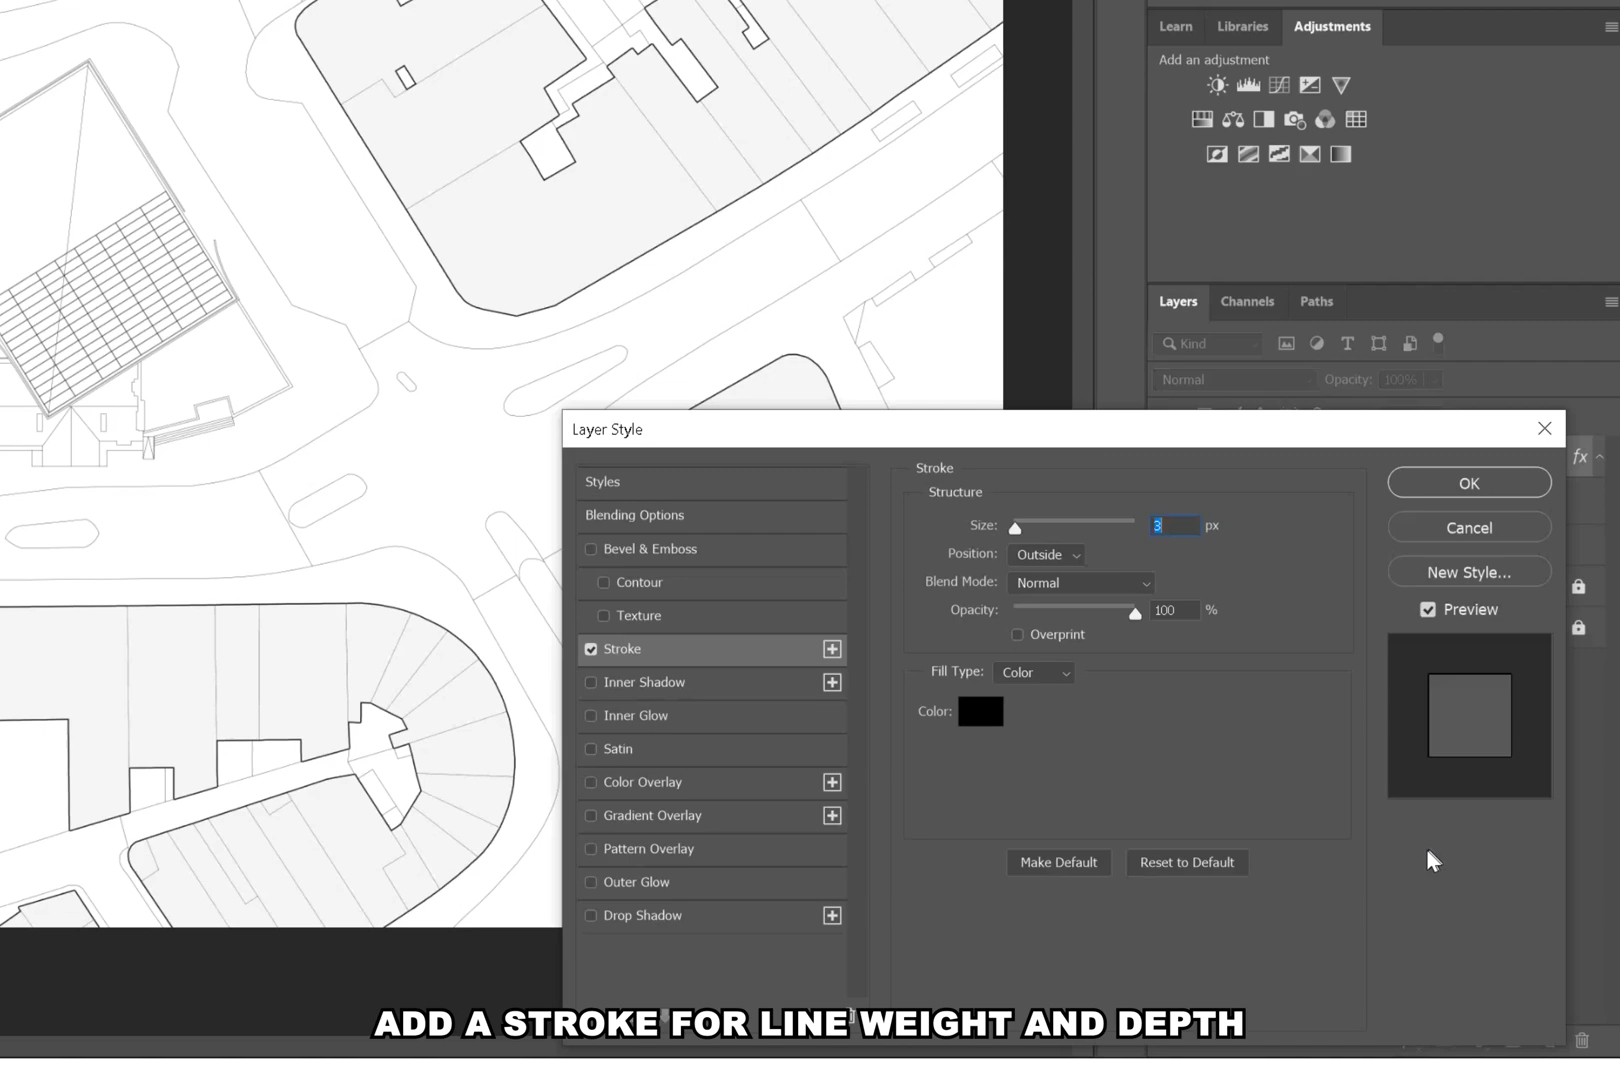 Learn Libraries Adjustments
Add an adjustment
Layers Channels Paths
Kind
Normal Opacity: 100%
Layer Style
fx
Styles
Blending Options
Bevel & Emboss
Contour
Texture
Stroke
Inner Shadow
Inner Glow
Satin
Color Overlay
Gradient Overlay
Pattern Overlay
Outer Glow
Drop Shadow
Stroke
Structure
Size: 3 px
Position: Outside
Blend Mode: Normal
Opacity: 100 %
Overprint
Fill Type: Color
Color:
Make Default Reset to Default
OK
Cancel
New Style...
Preview
ADD A STROKE FOR LINE WEIGHT AND DEPTH